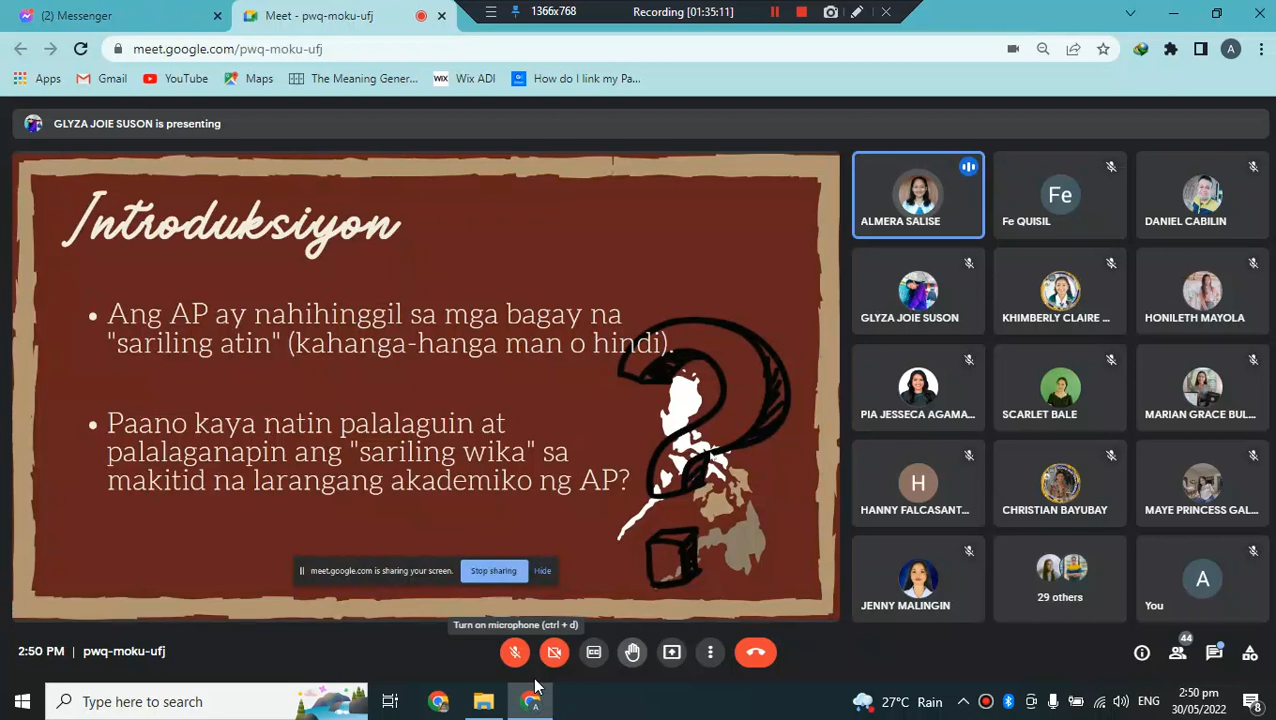 (2) Messenger
Meet - pwq-moku-ufj
1366x768
Recording [01:35:11]
meet.google.com/pwq-moku-ufj
A
Apps
Gmail
YouTube
Maps
The Meaning Gener...
WIX
Wix ADI
How do I link my Pa...
GLYZA JOIE SUSON is presenting
Introduksiyon
• Ang AP ay nahihinggil sa mga bagay na
"sariling atin" (kahanga-hanga man o hindi).
• Paano kaya natin palalaguin at
palalaganapin ang "sariling wika" sa
makitid na larangang akademiko ng AP?
meet.google.com is sharing your screen.
Stop sharing
Hide
ALMERA SALISE
Fe
Fe QUISIL
DANIEL CABILIN
GLYZA JOIE SUSON
KHIMBERLY CLAIRE ...
HONILETH MAYOLA
PIA JESSECA AGAMA...
SCARLET BALE
MARIAN GRACE BUL...
H
HANNY FALCASANT...
CHRISTIAN BAYUBAY
MAYE PRINCESS GAL...
JENNY MALINGIN
29 others
A
You
Turn on microphone (ctrl + d)
2:50 PM | pwq-moku-ufj
44
Type here to search
27°C Rain
ENG
2:50 pm
30/05/2022
8